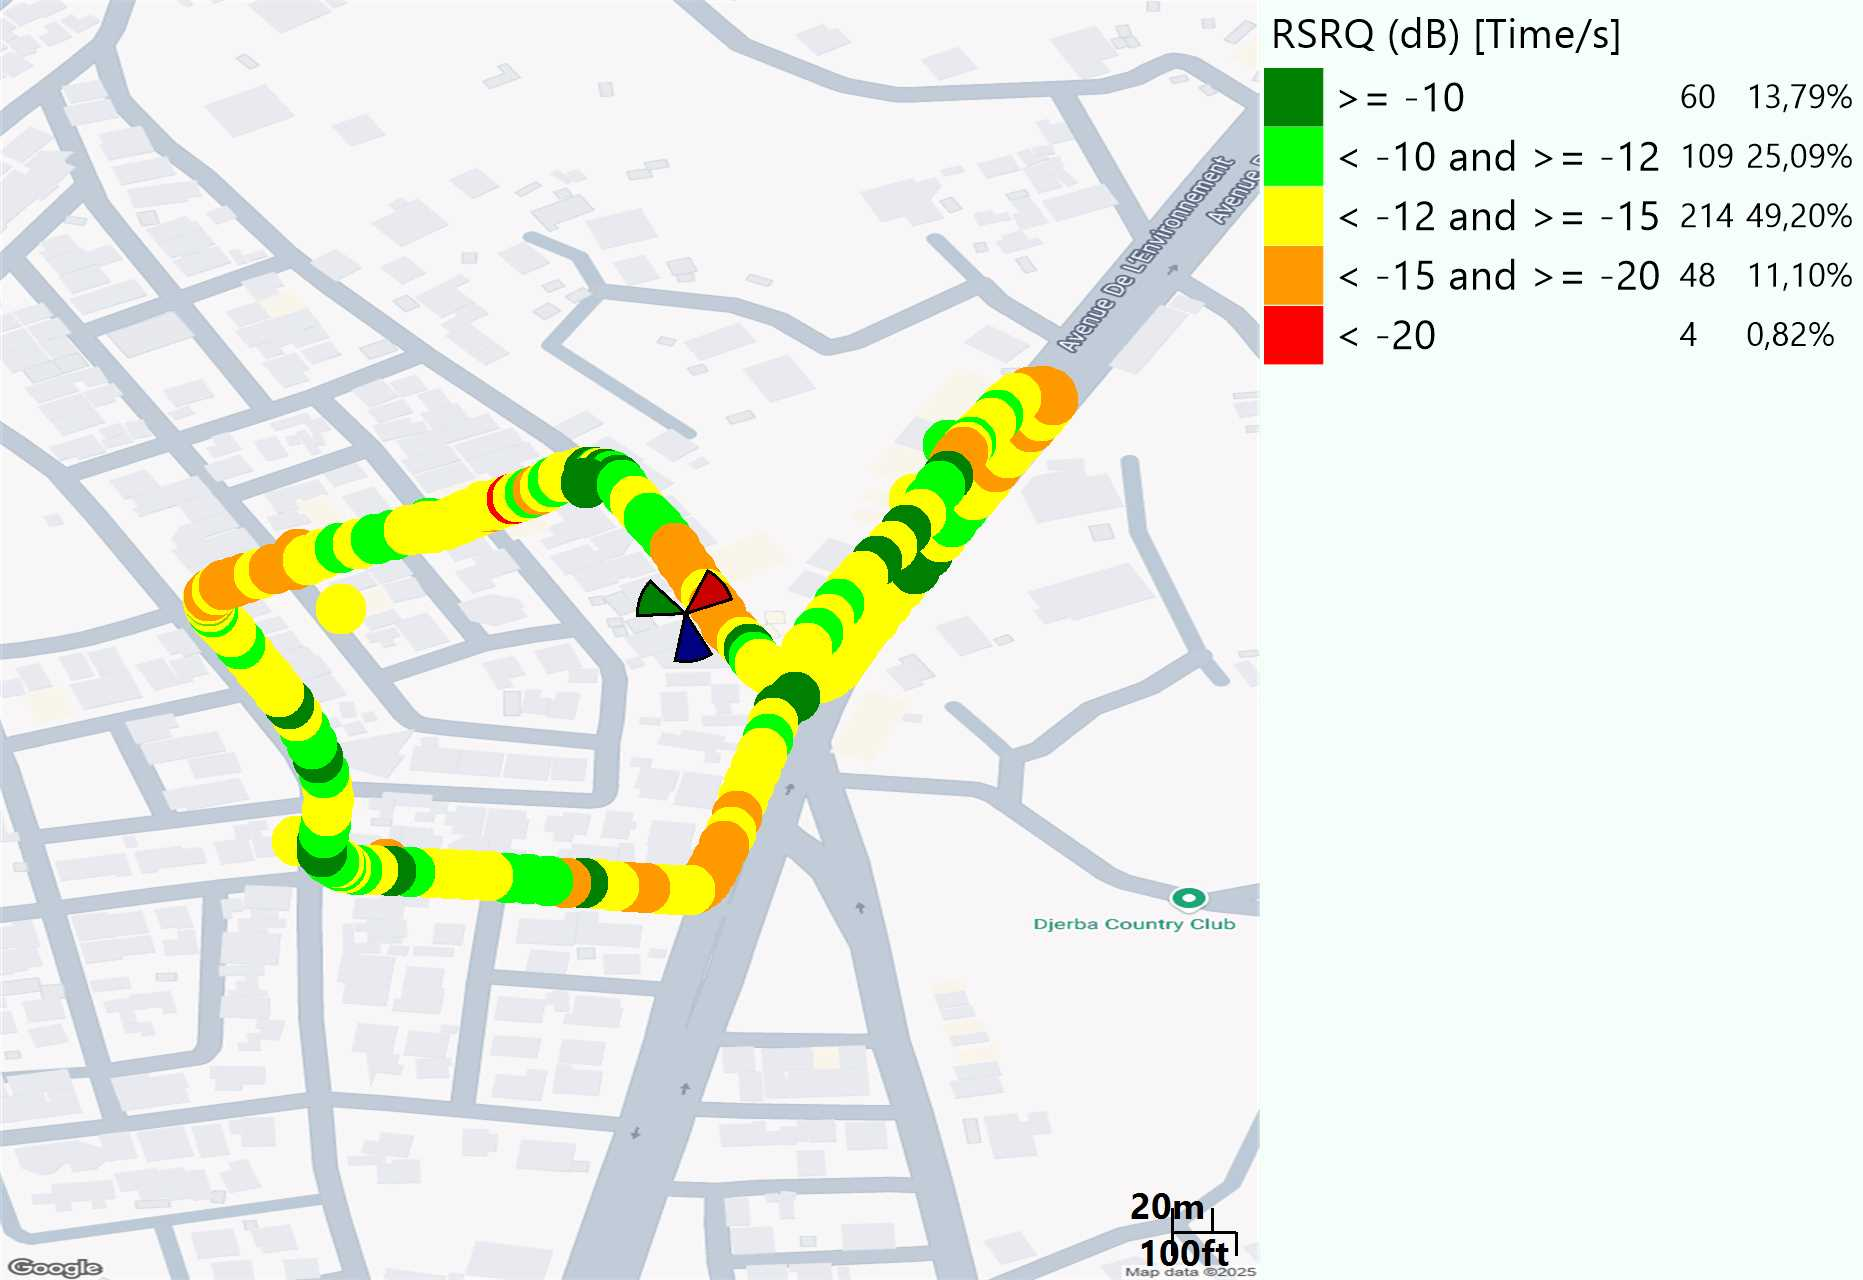 RSRQ (dB) [Time/s]
>= -10 60 13,79%
< -10 and >= -12 109 25,09%
< -12 and >= -15 214 49,20%
< -15 and >= -20 48 11,10%
< -20 4 0,82%
Avenue De L'Environnement
Avenue
Djerba Country Club
20m
100ft
Google
Map data ©2025